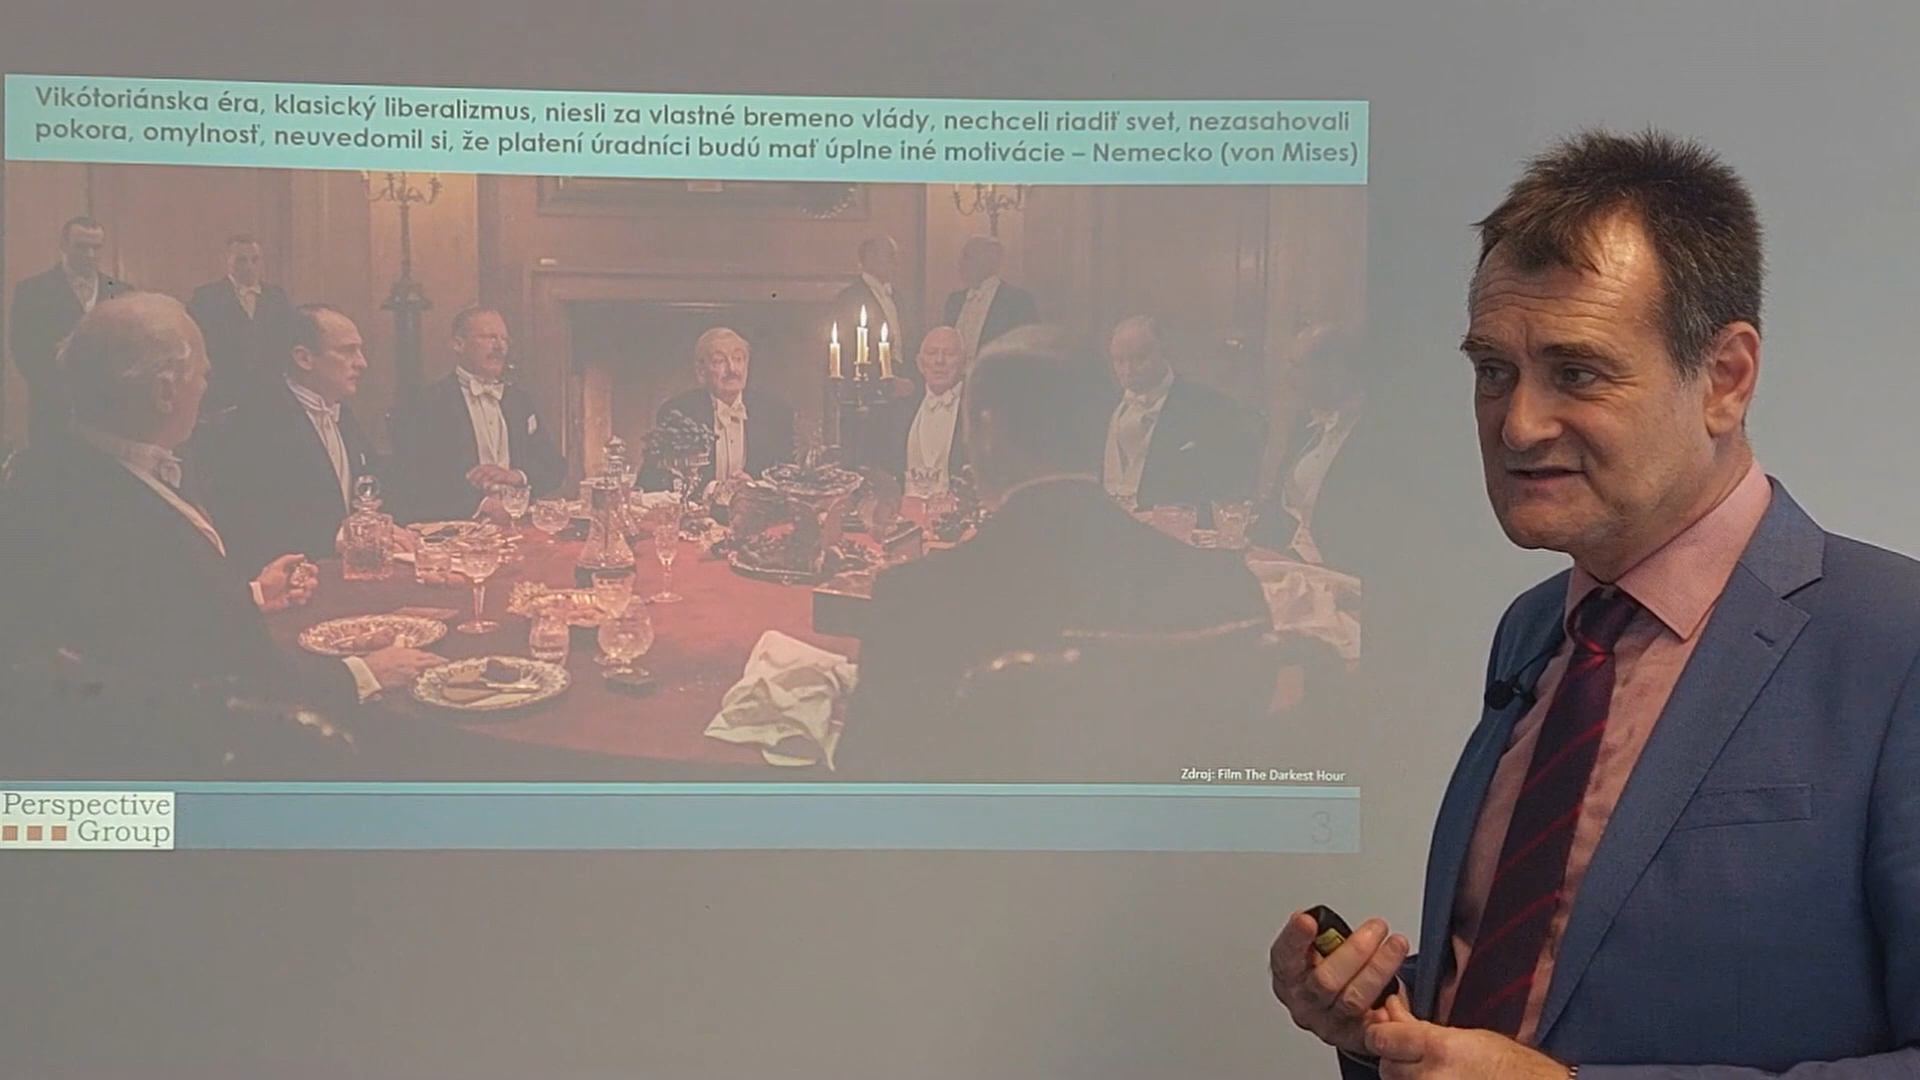 Vikótoriánska éra, klasický liberalizmus, niesli za vlastné bremeno vlády, nechceli riadiť svet, nezasahovali
pokora, omylnosť, neuvedomil si, že platení úradníci budú mať úplne iné motivácie – Nemecko (von Mises)
Zdroj: Film The Darkest Hour
Perspective
Group
3